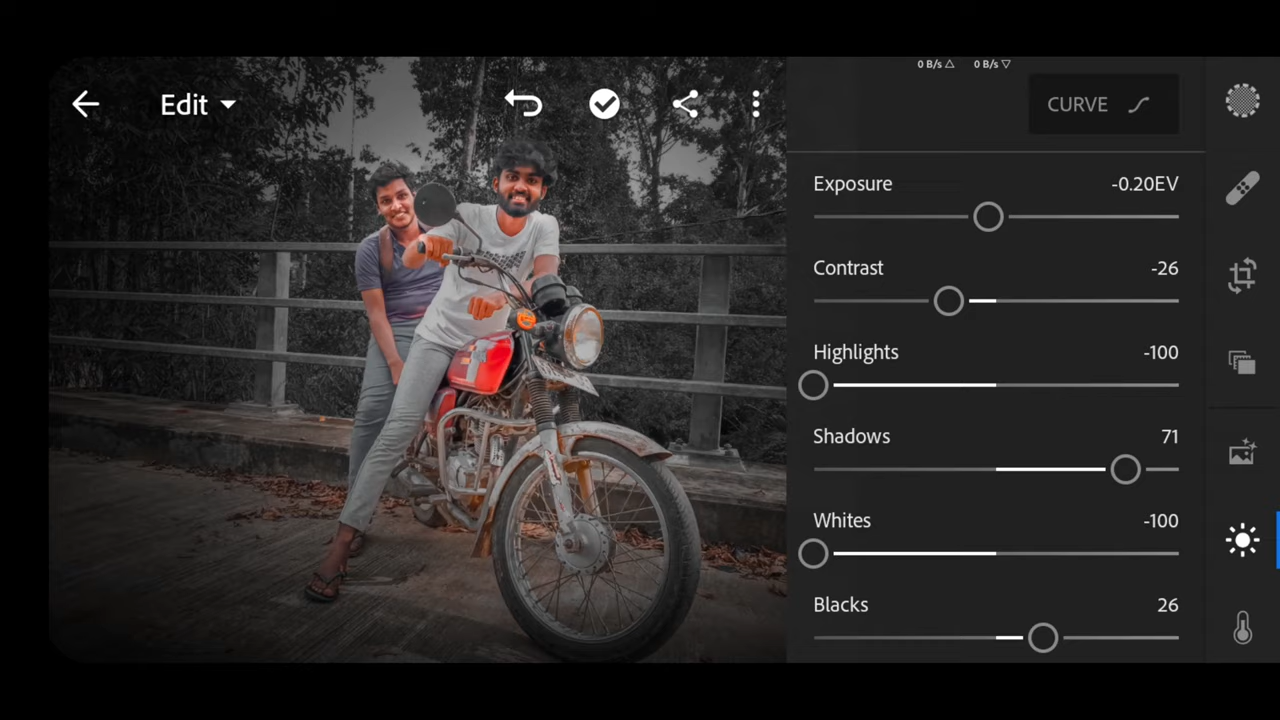 0 B/s △ 0 B/s ▽
Edit
CURVE
Exposure -0.20EV
Contrast -26
Highlights -100
Shadows 71
Whites -100
Blacks 26